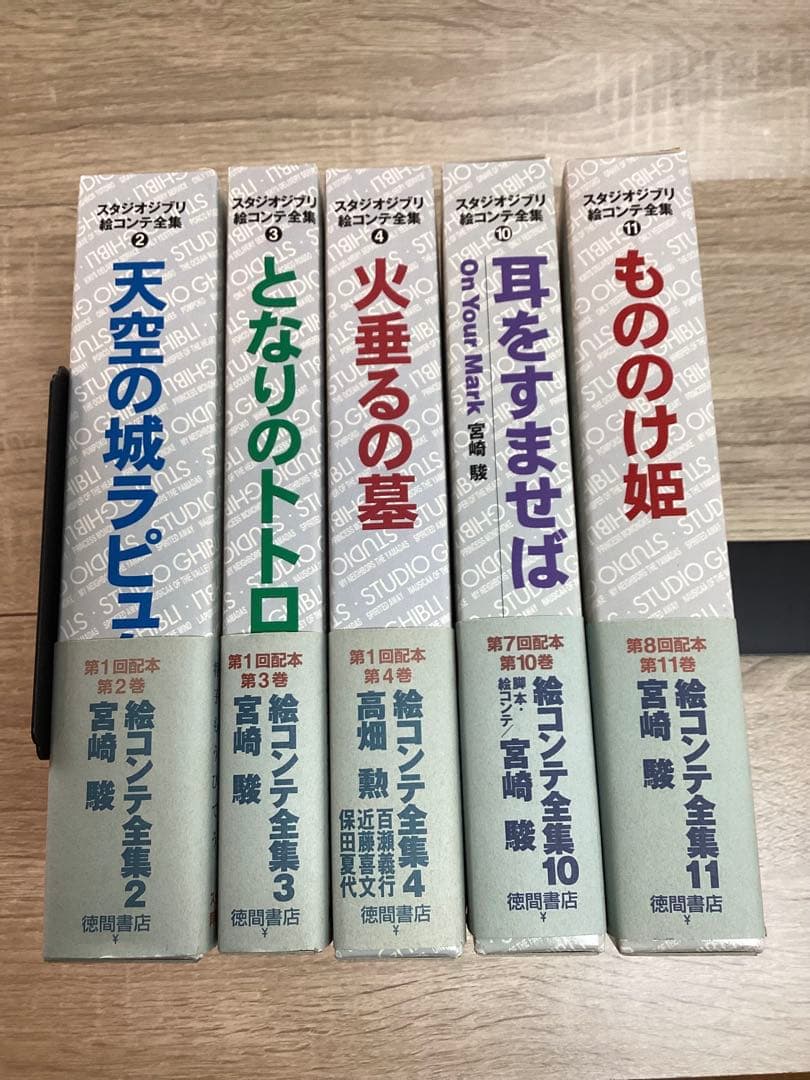 スタジオジブリ
絵コンテ全集
2
天空の城ラピュ
第1回配本
第2巻
絵コンテ全集2
宮崎 駿
徳間書店
¥
スタジオジブリ
絵コンテ全集
3
となりのトトロ
第1回配本
第3巻
絵コンテ全集3
宮崎 駿
徳間書店
¥
スタジオジブリ
絵コンテ全集
4
火垂るの墓
第1回配本
第4巻
絵コンテ全集4
高畑 勲
百瀬義行
近藤喜文
保田夏代
徳間書店
¥
スタジオジブリ
絵コンテ全集
10
耳をすませば
On Your Mark 宮崎 駿
第7回配本
第10巻
絵コンテ全集10
脚本・
絵コンテ/宮崎 駿
徳間書店
¥
スタジオジブリ
絵コンテ全集
11
もののけ姫
第8回配本
第11巻
絵コンテ全集11
宮崎 駿
徳間書店
¥
STUDIO GHIBLI